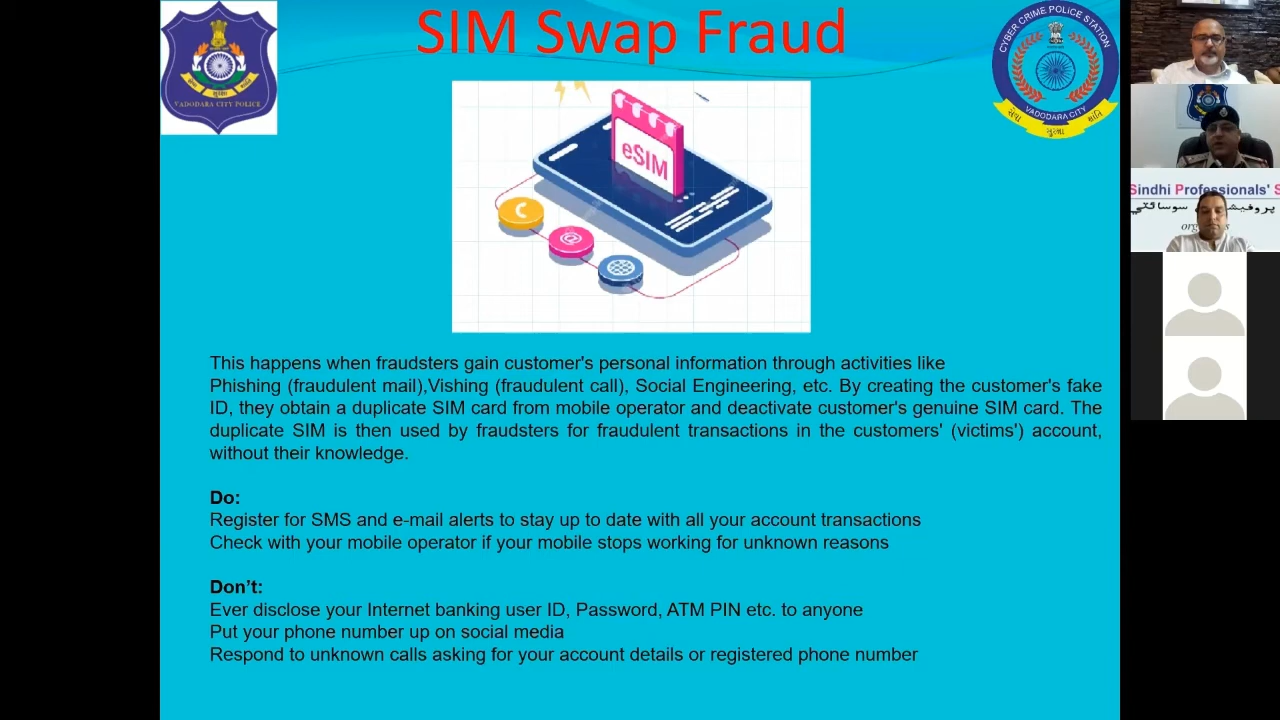 SIM Swap Fraud
VADODARA CITY POLICE
CYBER CRIME POLICE STATION
VADODARA CITY
સેવા સુરક્ષા શાંતિ
eSIM
@
This happens when fraudsters gain customer's personal information through activities like
Phishing (fraudulent mail),Vishing (fraudulent call), Social Engineering, etc. By creating the customer's fake
ID, they obtain a duplicate SIM card from mobile operator and deactivate customer's genuine SIM card. The
duplicate SIM is then used by fraudsters for fraudulent transactions in the customers' (victims') account,
without their knowledge.
Do:
Register for SMS and e-mail alerts to stay up to date with all your account transactions
Check with your mobile operator if your mobile stops working for unknown reasons
Don't:
Ever disclose your Internet banking user ID, Password, ATM PIN etc. to anyone
Put your phone number up on social media
Respond to unknown calls asking for your account details or registered phone number
Sindhi Professionals' S
سوسائٽي